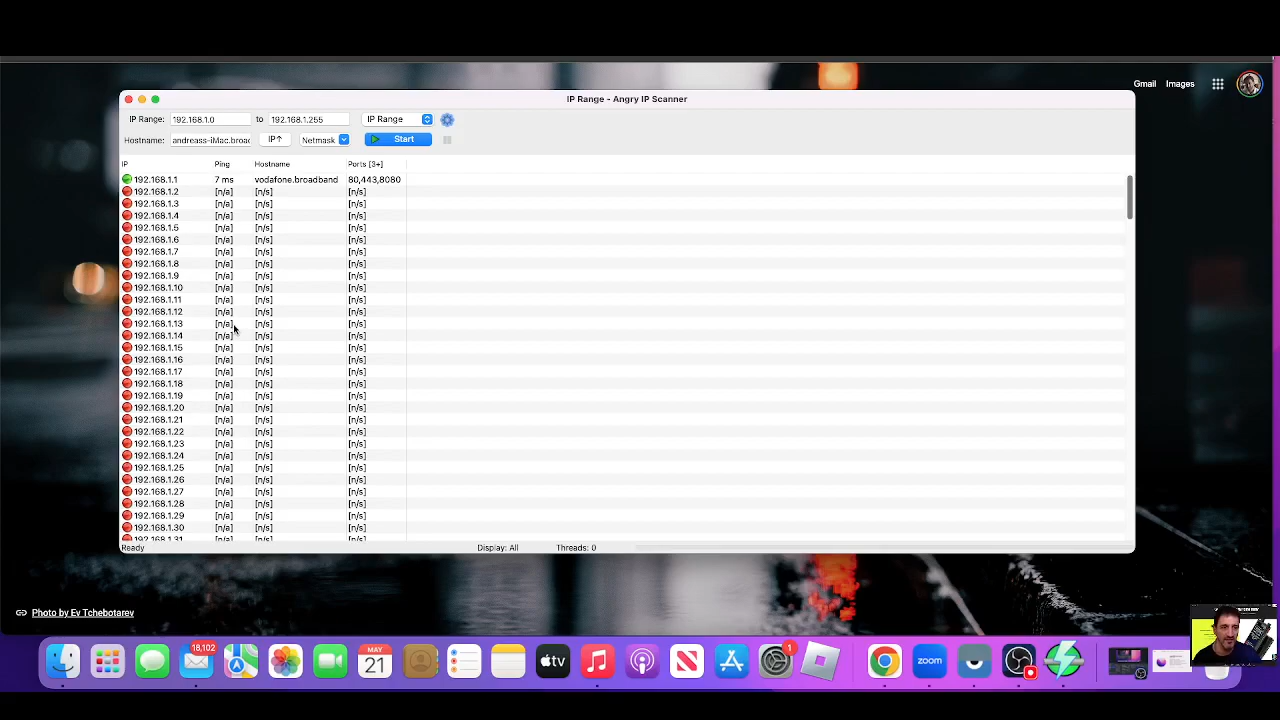 Gmail Images
IP Range - Angry IP Scanner
IP Range: 192.168.1.0 to 192.168.1.255 IP Range
Hostname: andreass-iMac.broac IP↑ Netmask Start
IP Ping Hostname Ports [3+]
192.168.1.1 7 ms vodafone.broadband 80,443,8080
192.168.1.2 [n/a] [n/s] [n/s]
192.168.1.3 [n/a] [n/s] [n/s]
192.168.1.4 [n/a] [n/s] [n/s]
192.168.1.5 [n/a] [n/s] [n/s]
192.168.1.6 [n/a] [n/s] [n/s]
192.168.1.7 [n/a] [n/s] [n/s]
192.168.1.8 [n/a] [n/s] [n/s]
192.168.1.9 [n/a] [n/s] [n/s]
192.168.1.10 [n/a] [n/s] [n/s]
192.168.1.11 [n/a] [n/s] [n/s]
192.168.1.12 [n/a] [n/s] [n/s]
192.168.1.13 [n/a] [n/s] [n/s]
192.168.1.14 [n/a] [n/s] [n/s]
192.168.1.15 [n/a] [n/s] [n/s]
192.168.1.16 [n/a] [n/s] [n/s]
192.168.1.17 [n/a] [n/s] [n/s]
192.168.1.18 [n/a] [n/s] [n/s]
192.168.1.19 [n/a] [n/s] [n/s]
192.168.1.20 [n/a] [n/s] [n/s]
192.168.1.21 [n/a] [n/s] [n/s]
192.168.1.22 [n/a] [n/s] [n/s]
192.168.1.23 [n/a] [n/s] [n/s]
192.168.1.24 [n/a] [n/s] [n/s]
192.168.1.25 [n/a] [n/s] [n/s]
192.168.1.26 [n/a] [n/s] [n/s]
192.168.1.27 [n/a] [n/s] [n/s]
192.168.1.28 [n/a] [n/s] [n/s]
192.168.1.29 [n/a] [n/s] [n/s]
192.168.1.30 [n/a] [n/s] [n/s]
192.168.1.31 [n/a] [n/s] [n/s]
Ready Display: All Threads: 0
Photo by Ev Tchebotarev
18,102
MAY
21
tv
1
zoom